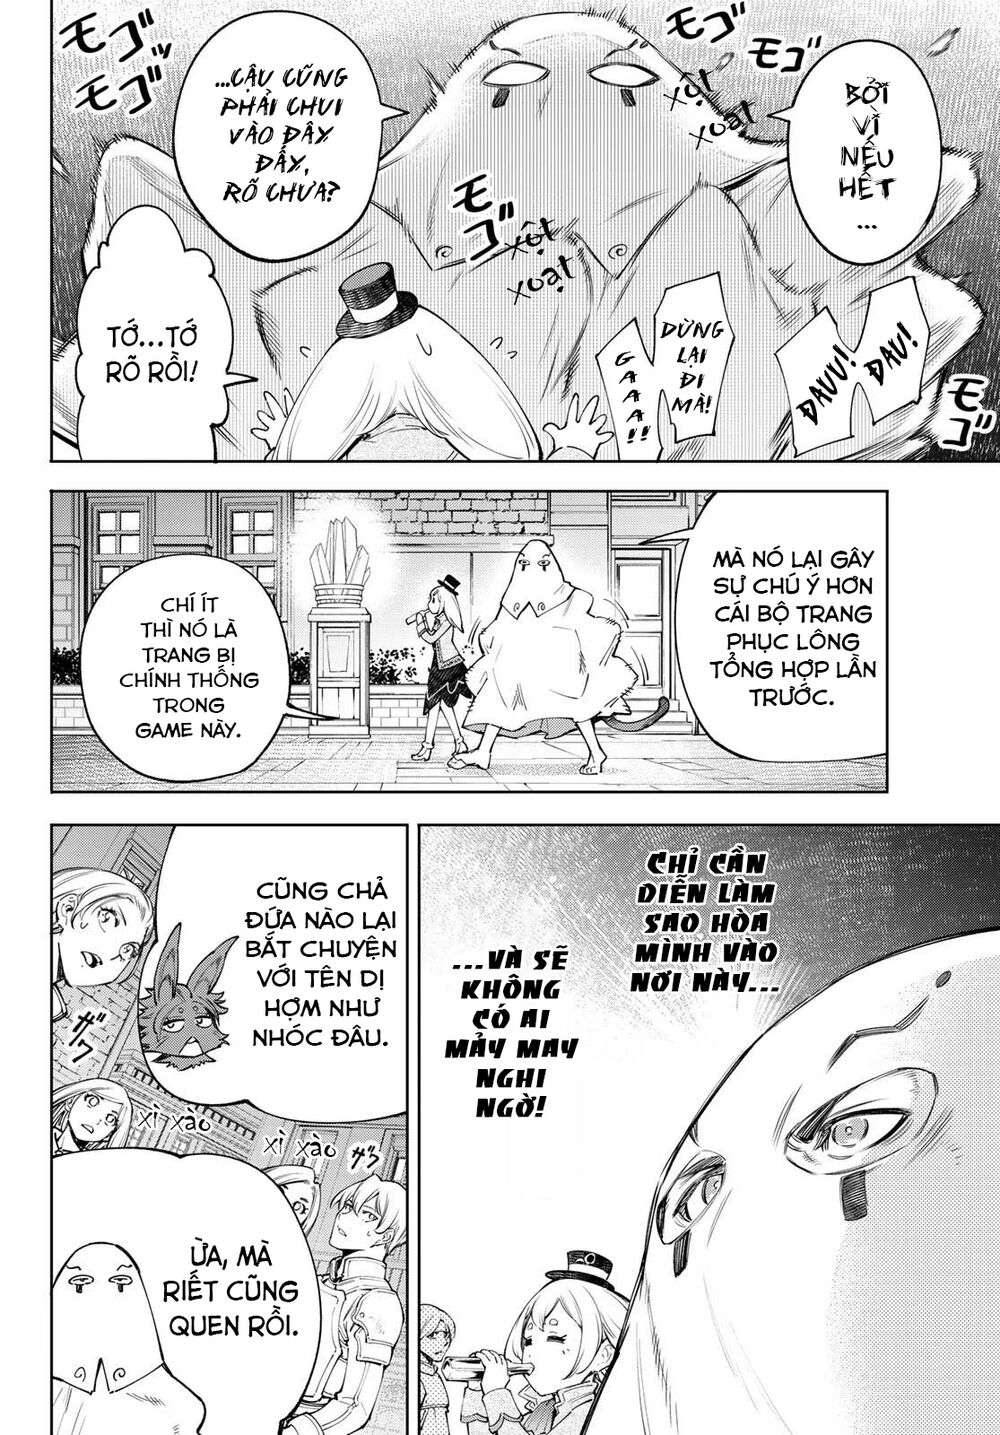 BỞI
VÌ
NẾU
HẾT
...
...CẬU CŨNG
PHẢI CHUI
VÀO ĐÂY
ĐẤY,
RÕ CHƯA?
モゴ
モゴッ
モゴ
モゴ
xột
xoạt
モゴ
xột
xoạt
ĐAU!
ĐAUU!
DỪNG
LẠI
ĐI
MÀ!
GAAA!!
モゴ
TỚ...TỚ
RÕ RỒI!
MÀ NÓ LẠI GÂY
SỰ CHÚ Ý HƠN
CÁI BỘ TRANG
PHỤC LÔNG
TỔNG HỢP LẦN
TRƯỚC.
CHÍ ÍT
THÌ NÓ LÀ
TRANG BỊ
CHÍNH THỐNG
TRONG
GAME NÀY.
CHỈ CẦN
DIỄN LÀM
SAO HÒA
MÌNH VÀO
NƠI NÀY...
...VÀ SẼ
KHÔNG
CÓ AI
MẢY MAY
NGHI
NGỜ!
CŨNG CHẢ
ĐỨA NÀO LẠI
BẮT CHUYỆN
VỚI TÊN DỊ
HỢM NHƯ
NHÓC ĐÂU.
ざわ
xì xào
xì xào
ざわ
ỪA, MÀ
RIẾT CŨNG
QUEN RỒI.